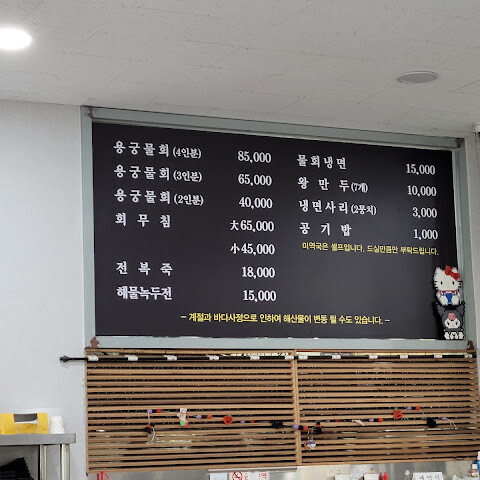 용궁물회 (4인분) 85,000
용궁물회 (3인분) 65,000
용궁물회 (2인분) 40,000
회무침 大 65,000
小 45,000
전복죽 18,000
해물녹두전 15,000
물회냉면 15,000
왕만두 (7개) 10,000
냉면사리 (2뭉치) 3,000
공기밥 1,000
미역국은 셀프입니다. 드실만큼만 부탁드립니다.
- 계절과 바다사정으로 인하여 해산물이 변동 될 수도 있습니다. -